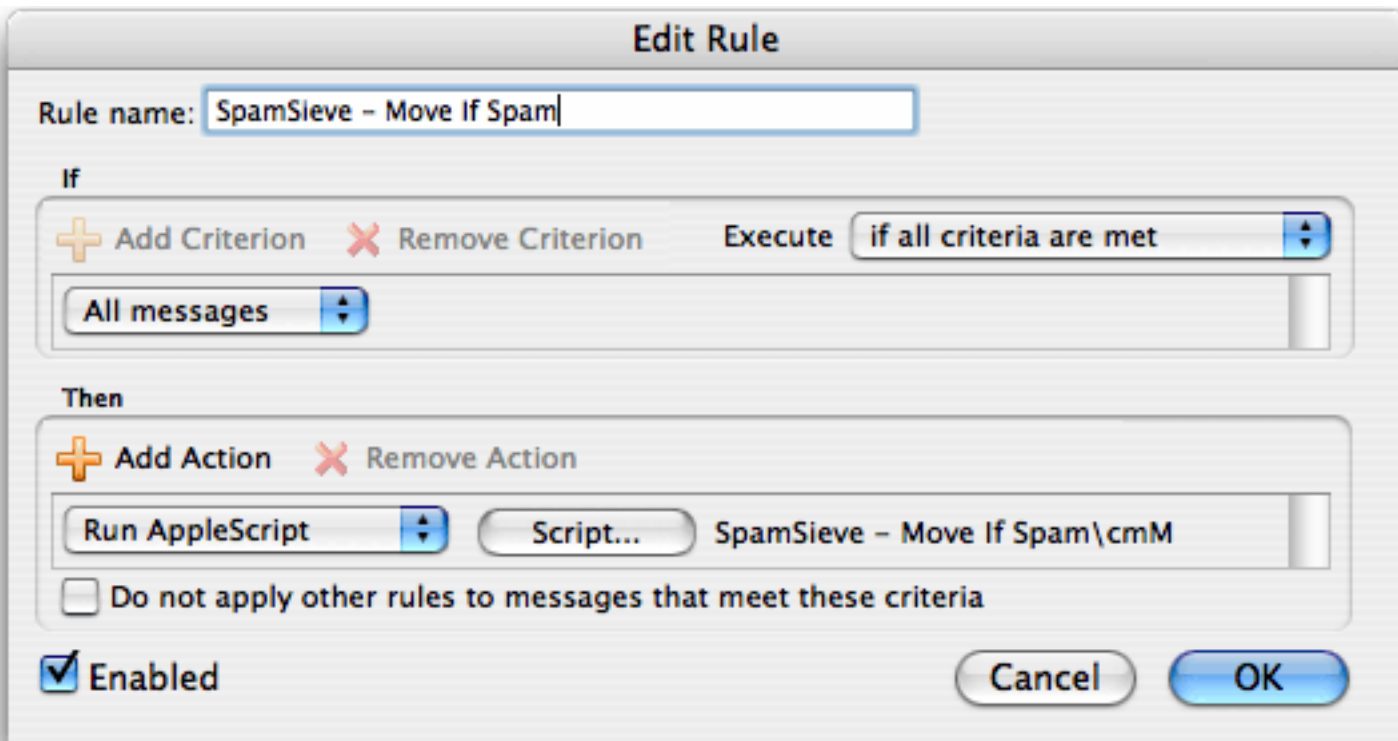 Edit Rule
Rule name: SpamSieve – Move If Spam
If
Add Criterion Remove Criterion Execute if all criteria are met
All messages
Then
Add Action Remove Action
Run AppleScript Script... SpamSieve – Move If Spam\cmM
Do not apply other rules to messages that meet these criteria
Enabled Cancel OK